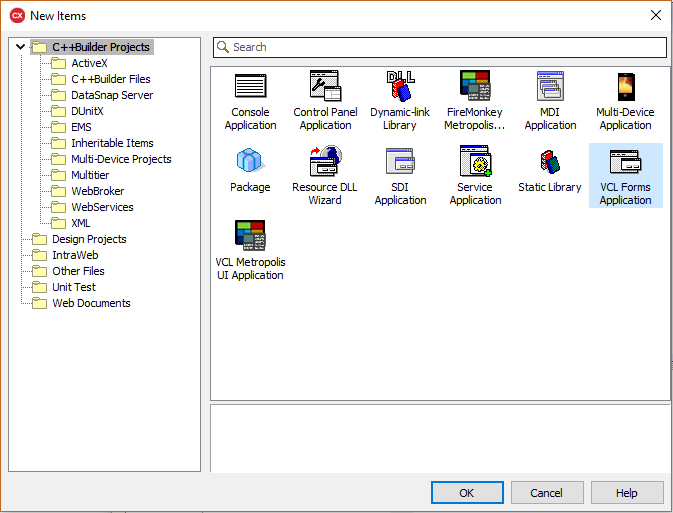 CX New Items
C++Builder Projects
ActiveX
C++Builder Files
DataSnap Server
DUnitX
EMS
Inheritable Items
Multi-Device Projects
Multitier
WebBroker
WebServices
XML
Design Projects
IntraWeb
Other Files
Unit Test
Web Documents
Search
DLL
Console
Application
Control Panel
Application
Dynamic-link
Library
FireMonkey
Metropolis...
MDI
Application
Multi-Device
Application
Package
Resource DLL
Wizard
SDI
Application
Service
Application
Static Library
VCL Forms
Application
VCL Metropolis
UI Application
OK Cancel Help